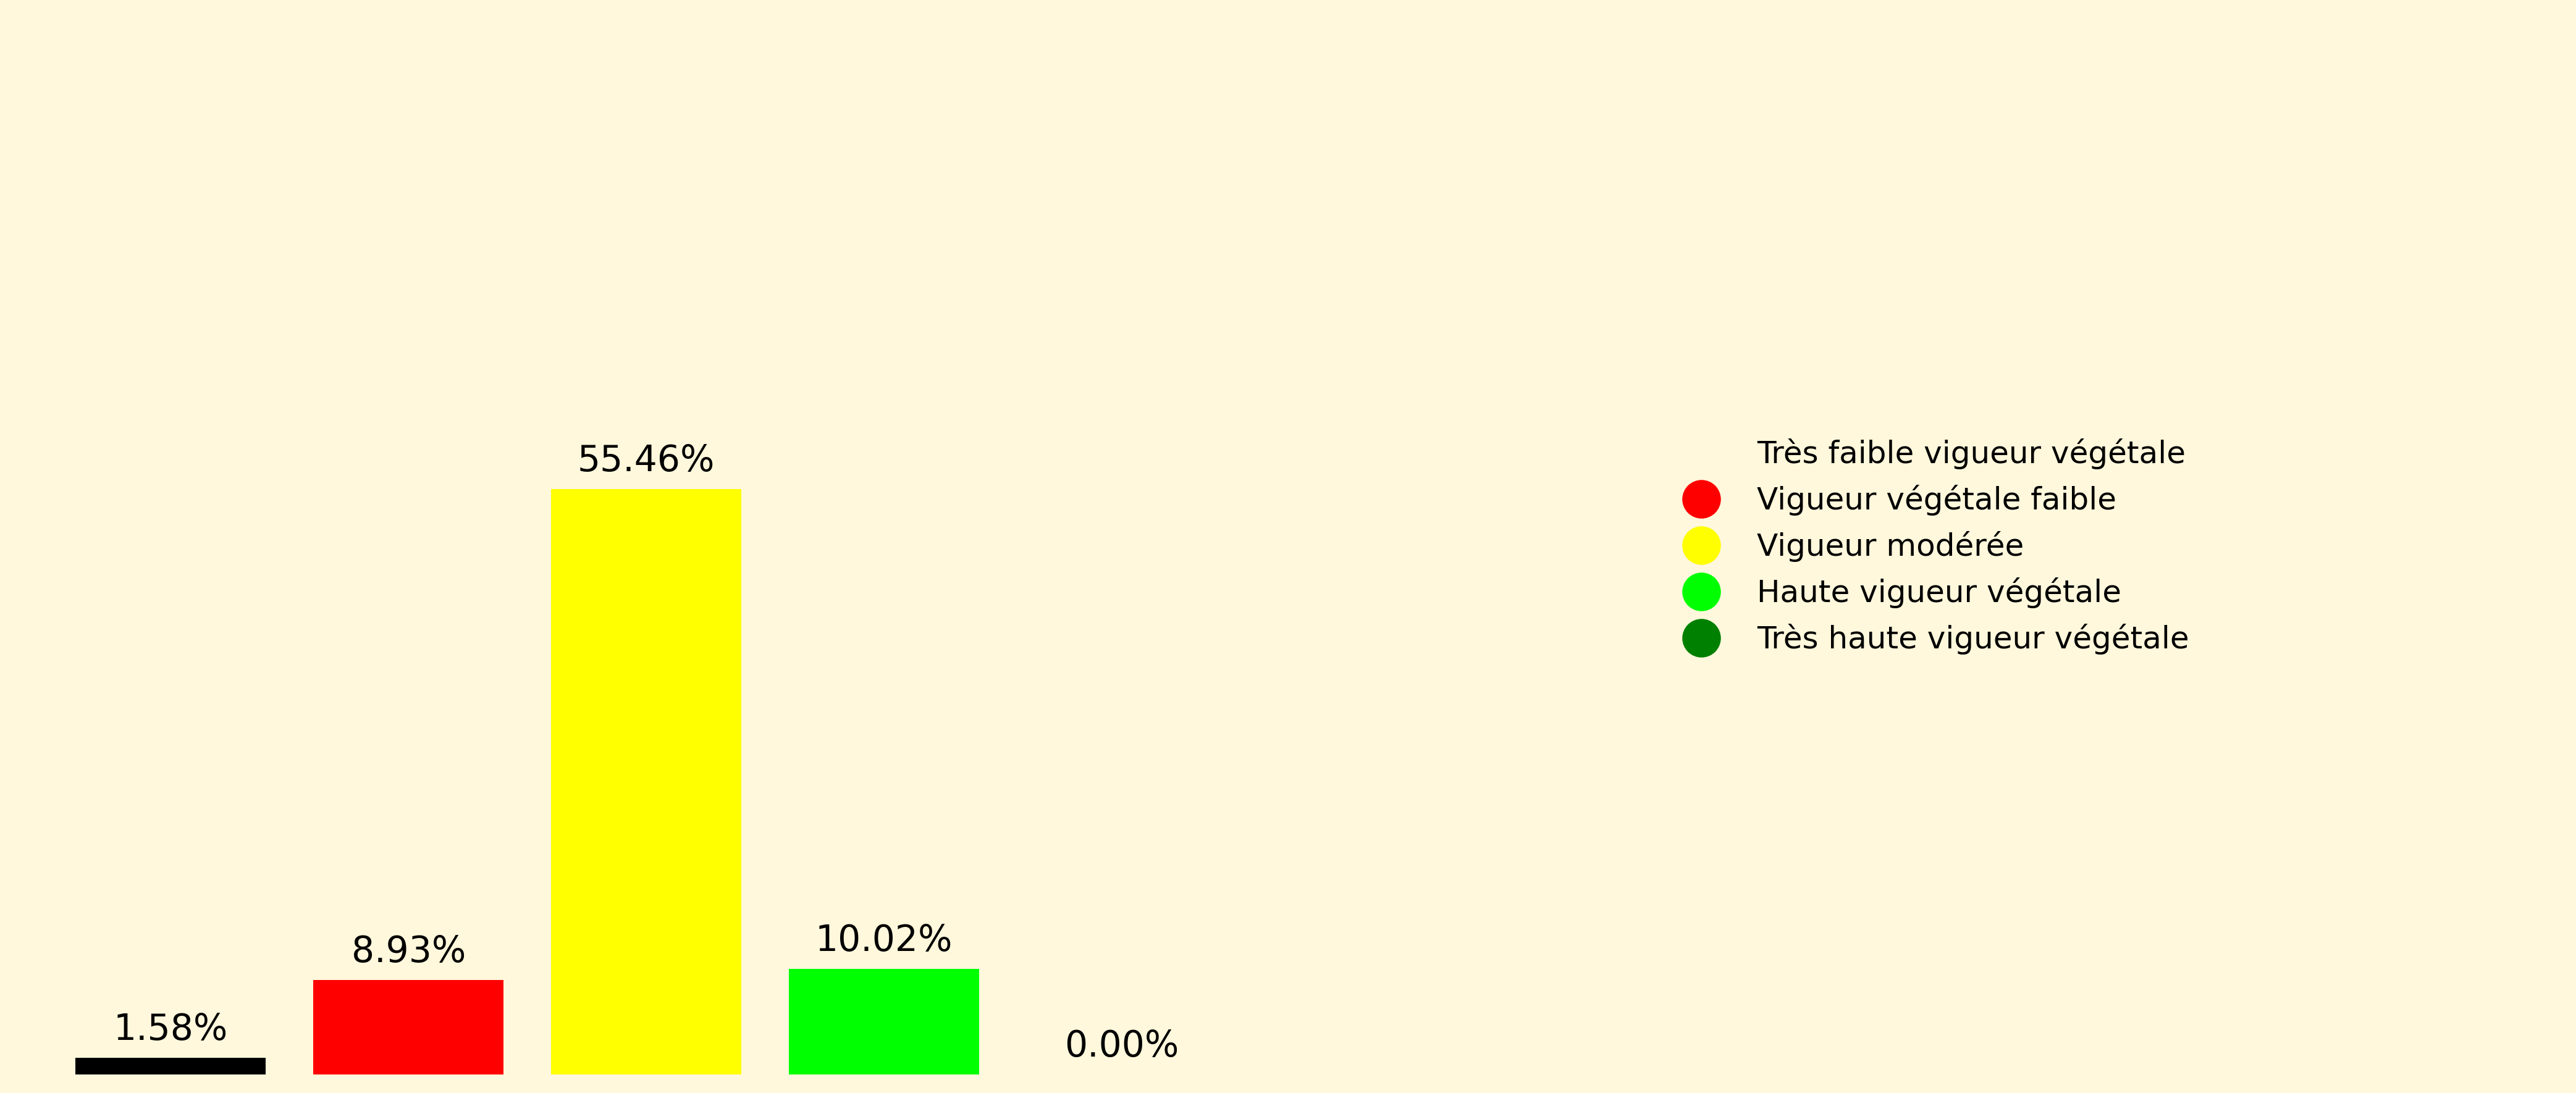 55.46%
10.02%
8.93%
1.58%
0.00%
Très faible vigueur végétale
Vigueur végétale faible
Vigueur modérée
Haute vigueur végétale
Très haute vigueur végétale